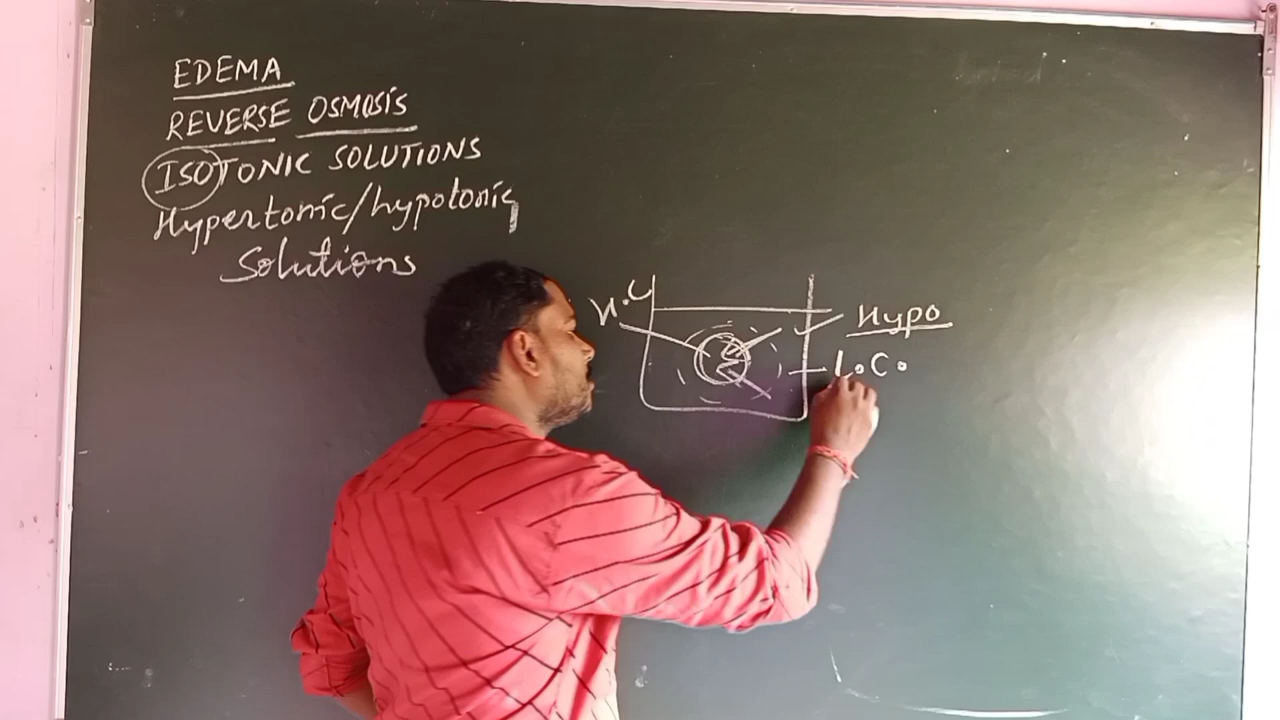 EDEMA
REVERSE OSMOSIS
ISOTONIC SOLUTIONS
Hypertonic/hypotonic
Solutions
H.C
Hypo
L.C.